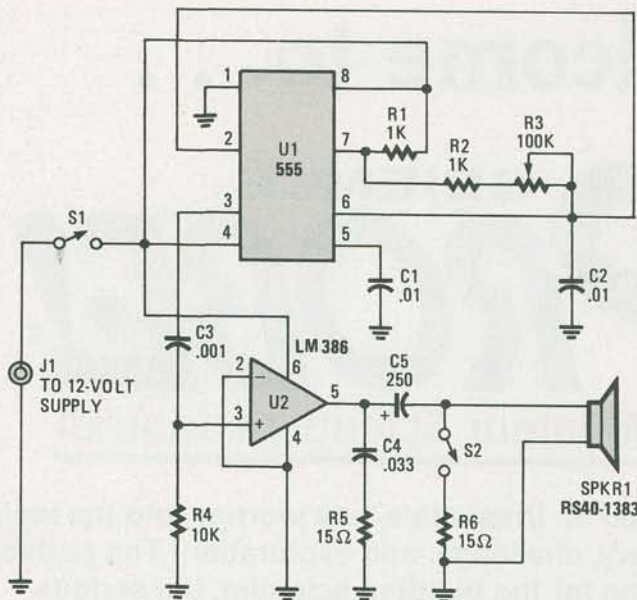 1
8
R1
1K
R3
100K
2
U1
555
7
R2
1K
3
6
S1
4
5
C1
.01
C2
.01
C3
.001
LM386
J1
TO 12-VOLT
SUPPLY
2
6
–
U2
5
C5
250
3
+
4
+
C4
.033
S2
SPKR1
RS40-1383
R4
10K
R5
15Ω
R6
15Ω